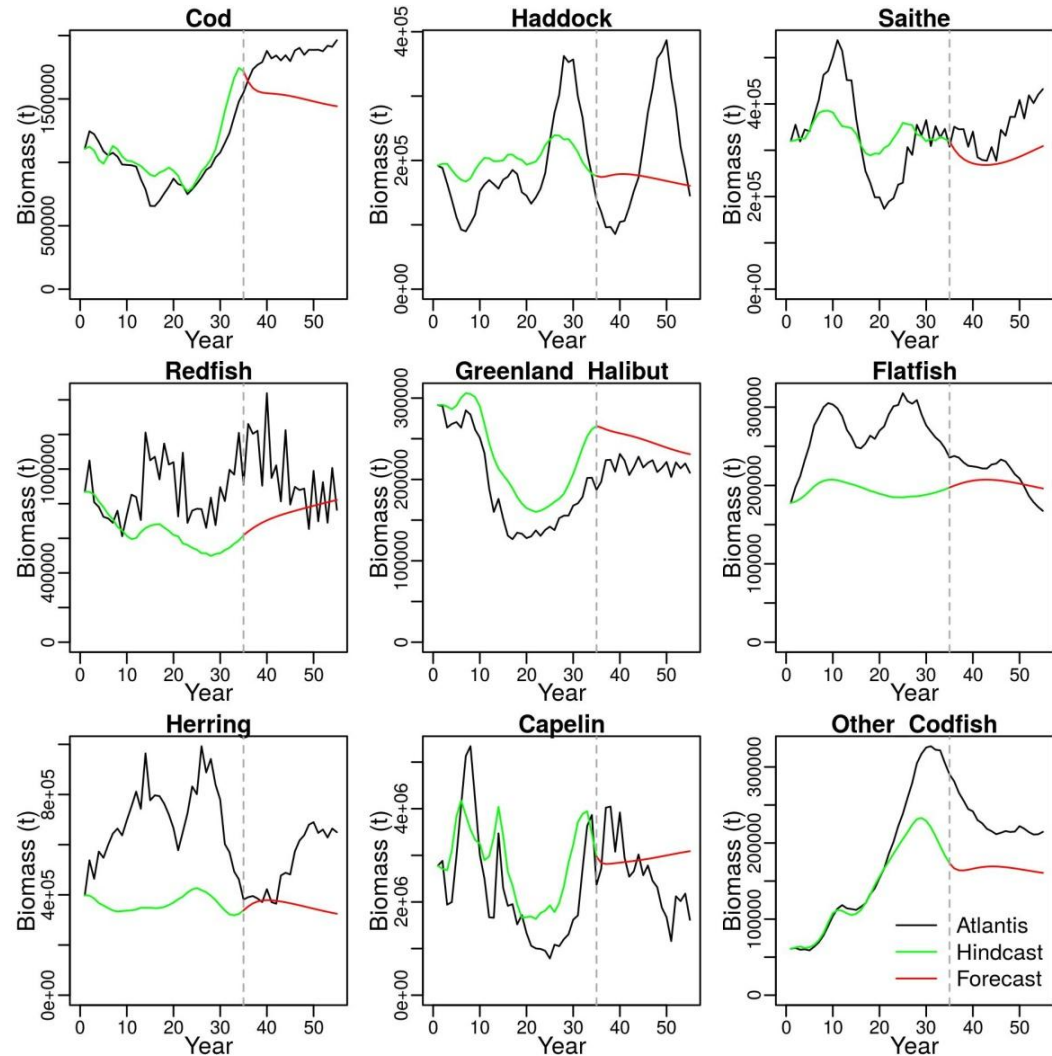 Cod
Biomass (t)
0 500000 1500000
0 10 20 30 40 50
Year
Haddock
Biomass (t)
0e+00 2e+05 4e+05
0 10 20 30 40 50
Year
Saithe
Biomass (t)
0e+00 2e+05 4e+05
0 10 20 30 40 50
Year
Redfish
Biomass (t)
0 400000 1000000
0 10 20 30 40 50
Year
Greenland Halibut
Biomass (t)
0 100000 200000 300000
0 10 20 30 40 50
Year
Flatfish
Biomass (t)
0 100000 200000 300000
0 10 20 30 40 50
Year
Herring
Biomass (t)
0e+00 4e+05 8e+05
0 10 20 30 40 50
Year
Capelin
Biomass (t)
0e+00 2e+06 4e+06
0 10 20 30 40 50
Year
Other Codfish
Biomass (t)
0 100000 200000 300000
0 10 20 30 40 50
Year
Atlantis
Hindcast
Forecast